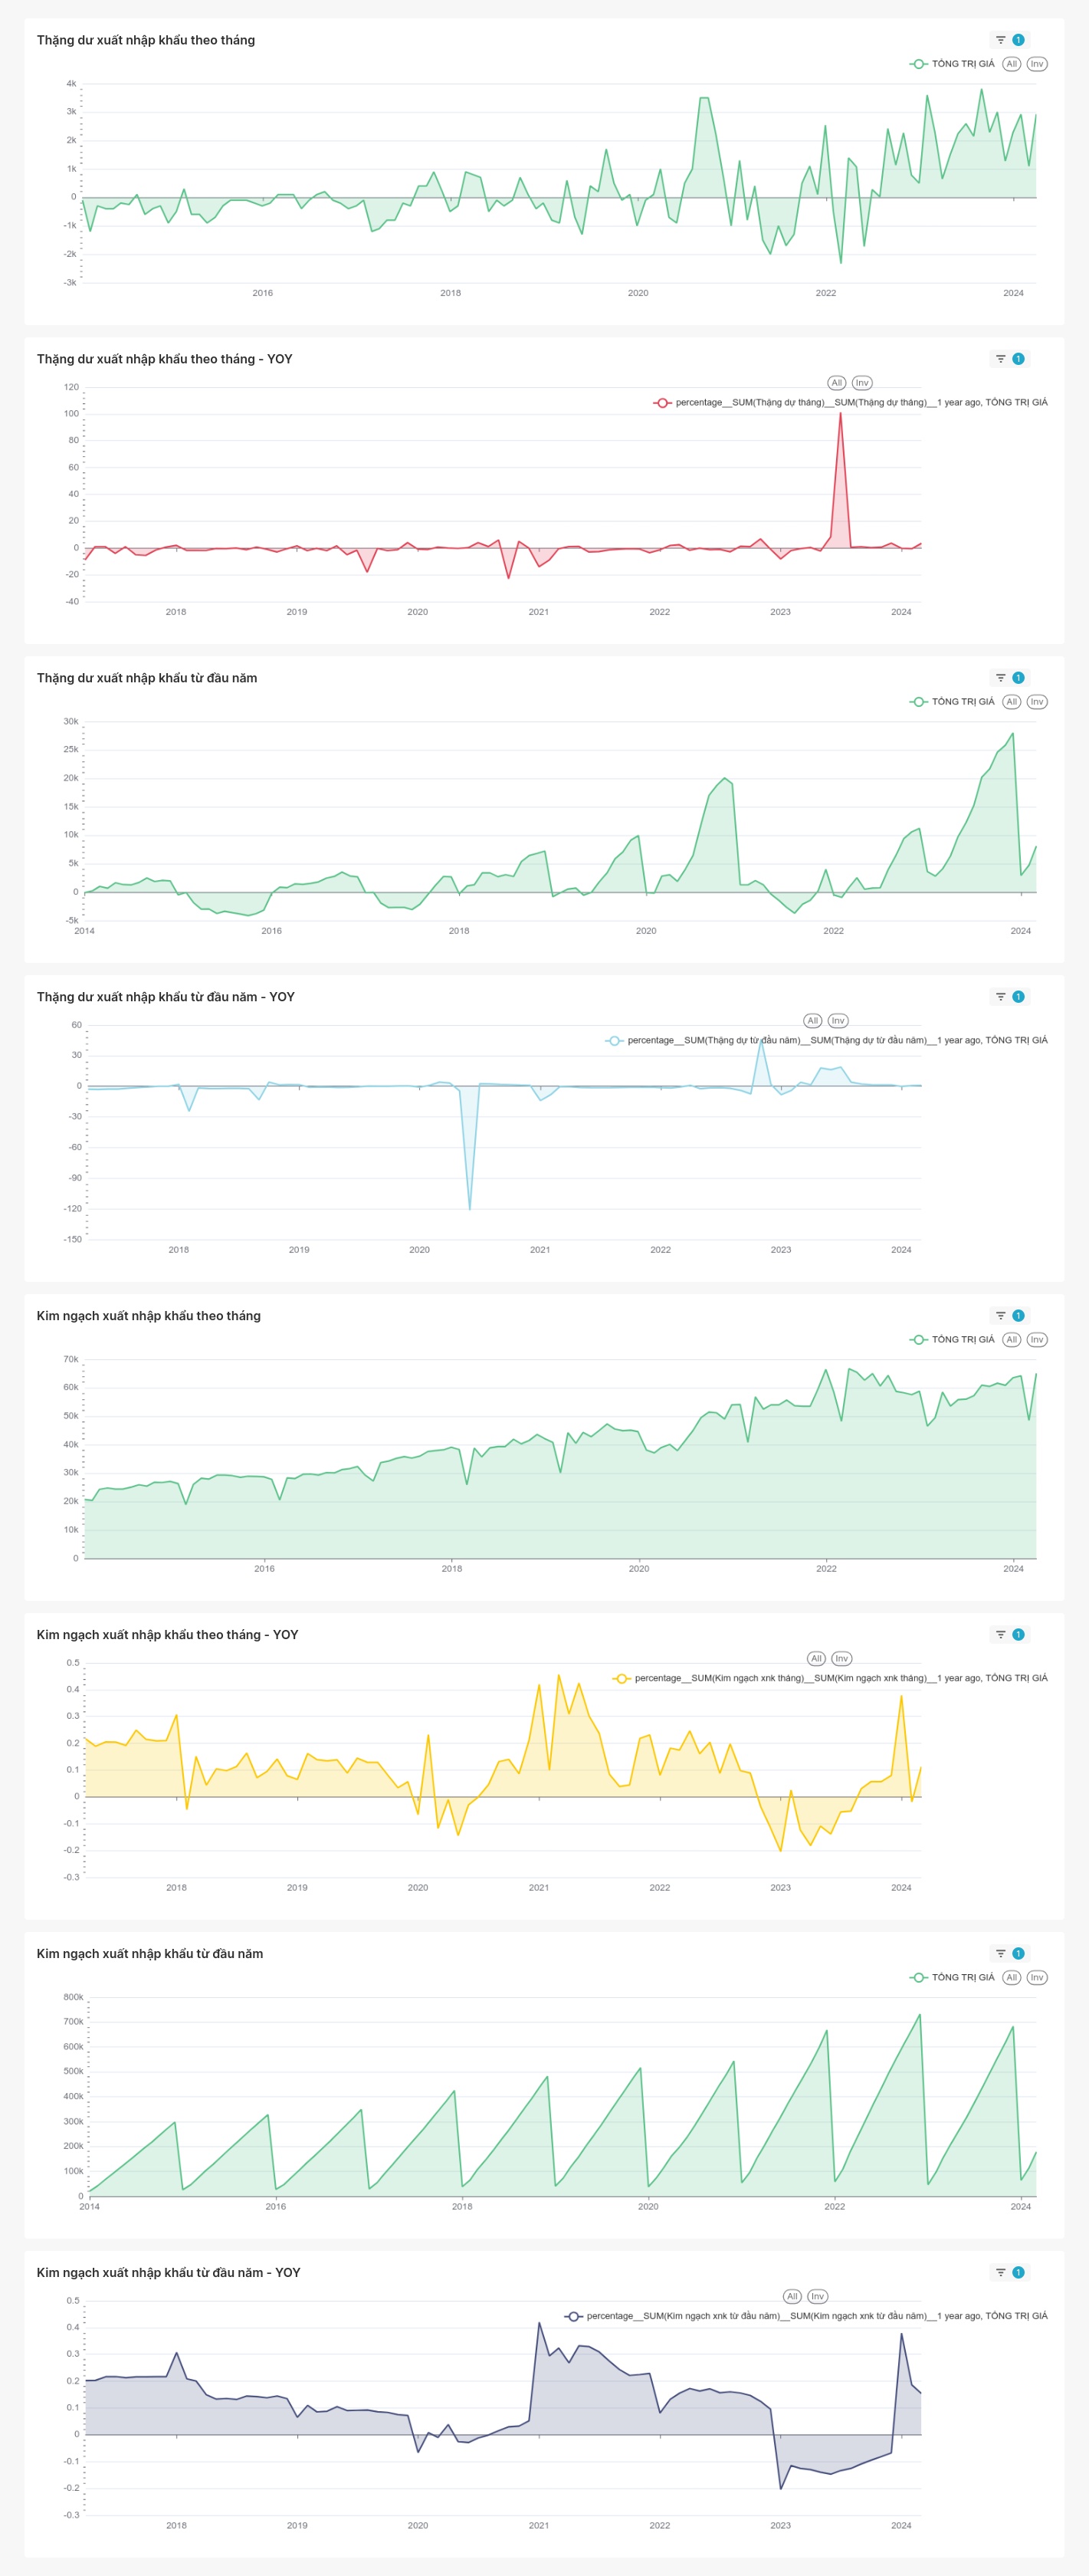 Thặng dư xuất nhập khẩu theo tháng
1
TỔNG TRỊ GIÁ All Inv
4k
3k
2k
1k
0
-1k
-2k
-3k
2016 2018 2020 2022 2024
Thặng dư xuất nhập khẩu theo tháng - YOY
1
All Inv
percentage__SUM(Thặng dự tháng)__SUM(Thặng dự tháng)__1 year ago, TỔNG TRỊ GIÁ
120
100
80
60
40
20
0
-20
-40
2018 2019 2020 2021 2022 2023 2024
Thặng dư xuất nhập khẩu từ đầu năm
1
TỔNG TRỊ GIÁ All Inv
30k
25k
20k
15k
10k
5k
0
-5k
2014 2016 2018 2020 2022 2024
Thặng dư xuất nhập khẩu từ đầu năm - YOY
1
All Inv
percentage__SUM(Thặng dự từ đầu năm)__SUM(Thặng dự từ đầu năm)__1 year ago, TỔNG TRỊ GIÁ
60
30
0
-30
-60
-90
-120
-150
2018 2019 2020 2021 2022 2023 2024
Kim ngạch xuất nhập khẩu theo tháng
1
TỔNG TRỊ GIÁ All Inv
70k
60k
50k
40k
30k
20k
10k
0
2016 2018 2020 2022 2024
Kim ngạch xuất nhập khẩu theo tháng - YOY
1
All Inv
percentage__SUM(Kim ngạch xnk tháng)__SUM(Kim ngạch xnk tháng)__1 year ago, TỔNG TRỊ GIÁ
0.5
0.4
0.3
0.2
0.1
0
-0.1
-0.2
-0.3
2018 2019 2020 2021 2022 2023 2024
Kim ngạch xuất nhập khẩu từ đầu năm
1
TỔNG TRỊ GIÁ All Inv
800k
700k
600k
500k
400k
300k
200k
100k
0
2014 2016 2018 2020 2022 2024
Kim ngạch xuất nhập khẩu từ đầu năm - YOY
1
All Inv
percentage__SUM(Kim ngạch xnk từ đầu năm)__SUM(Kim ngạch xnk từ đầu năm)__1 year ago, TỔNG TRỊ GIÁ
0.5
0.4
0.3
0.2
0.1
0
-0.1
-0.2
-0.3
2018 2019 2020 2021 2022 2023 2024